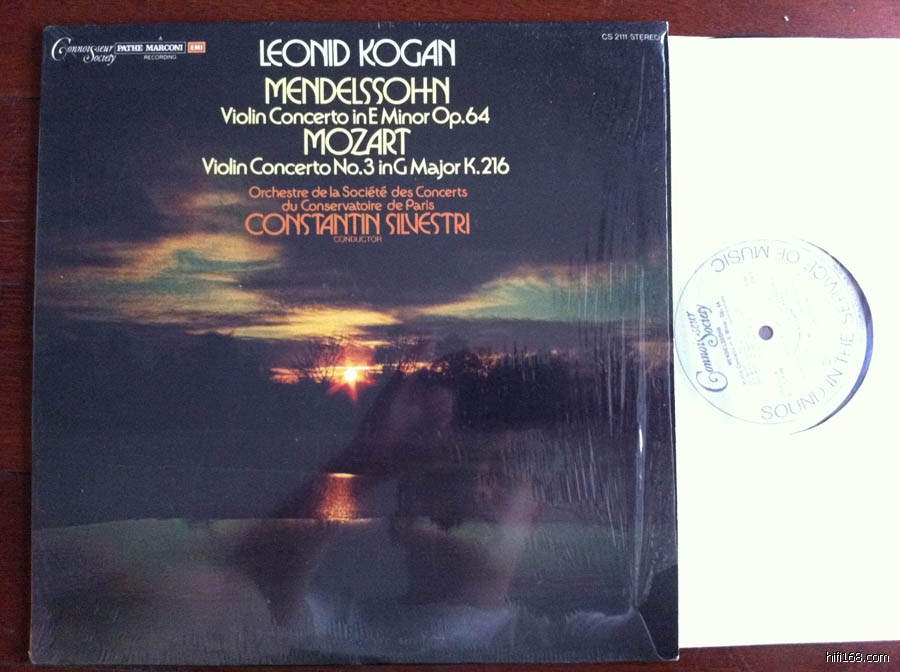 Connoisseur Society
A
PATHE MARCONI EMI
RECORDING
CS 2111 STEREO
LEONID KOGAN
MENDELSSOHN
Violin Concerto in E Minor Op.64
MOZART
Violin Concerto No.3 in G Major K.216
Orchestre de la Société des Concerts
du Conservatoire de Paris
CONSTANTIN SILVESTRI
CONDUCTOR
Connoisseur Society
SOUND IN THE SERVICE OF MUSIC
hifi168.com